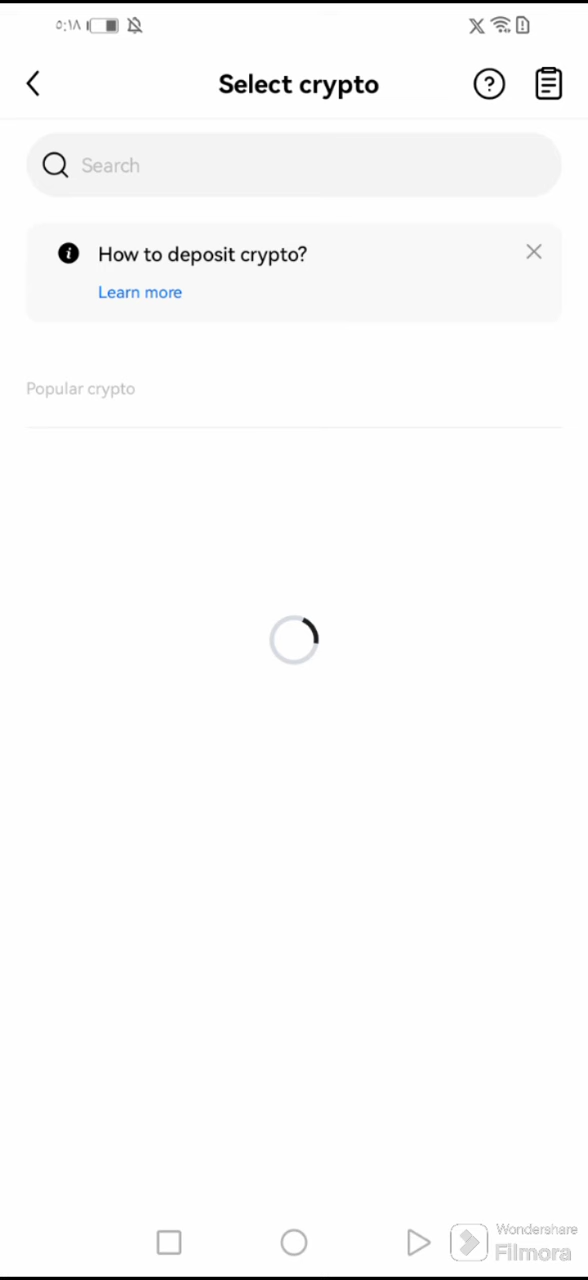 ٥:١٨
Select crypto
Search
How to deposit crypto?
Learn more
Popular crypto
Wondershare
Filmora